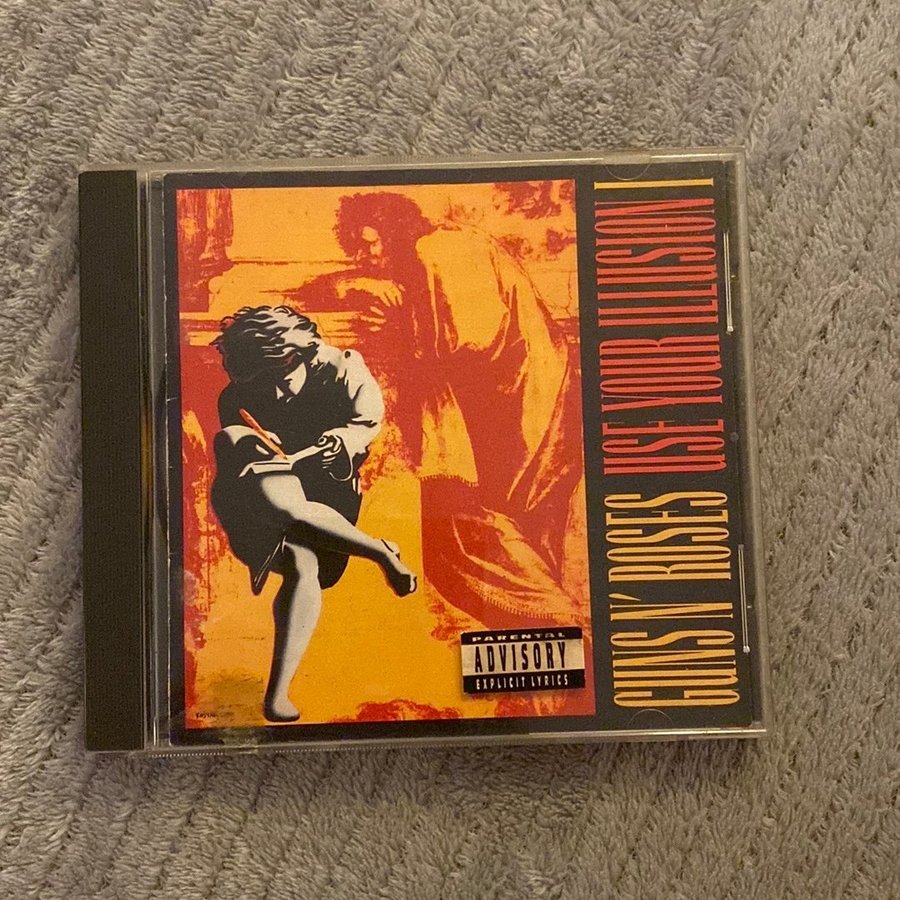 GUNS N' ROSES USE YOUR ILLUSION I
PARENTAL
ADVISORY
EXPLICIT LYRICS